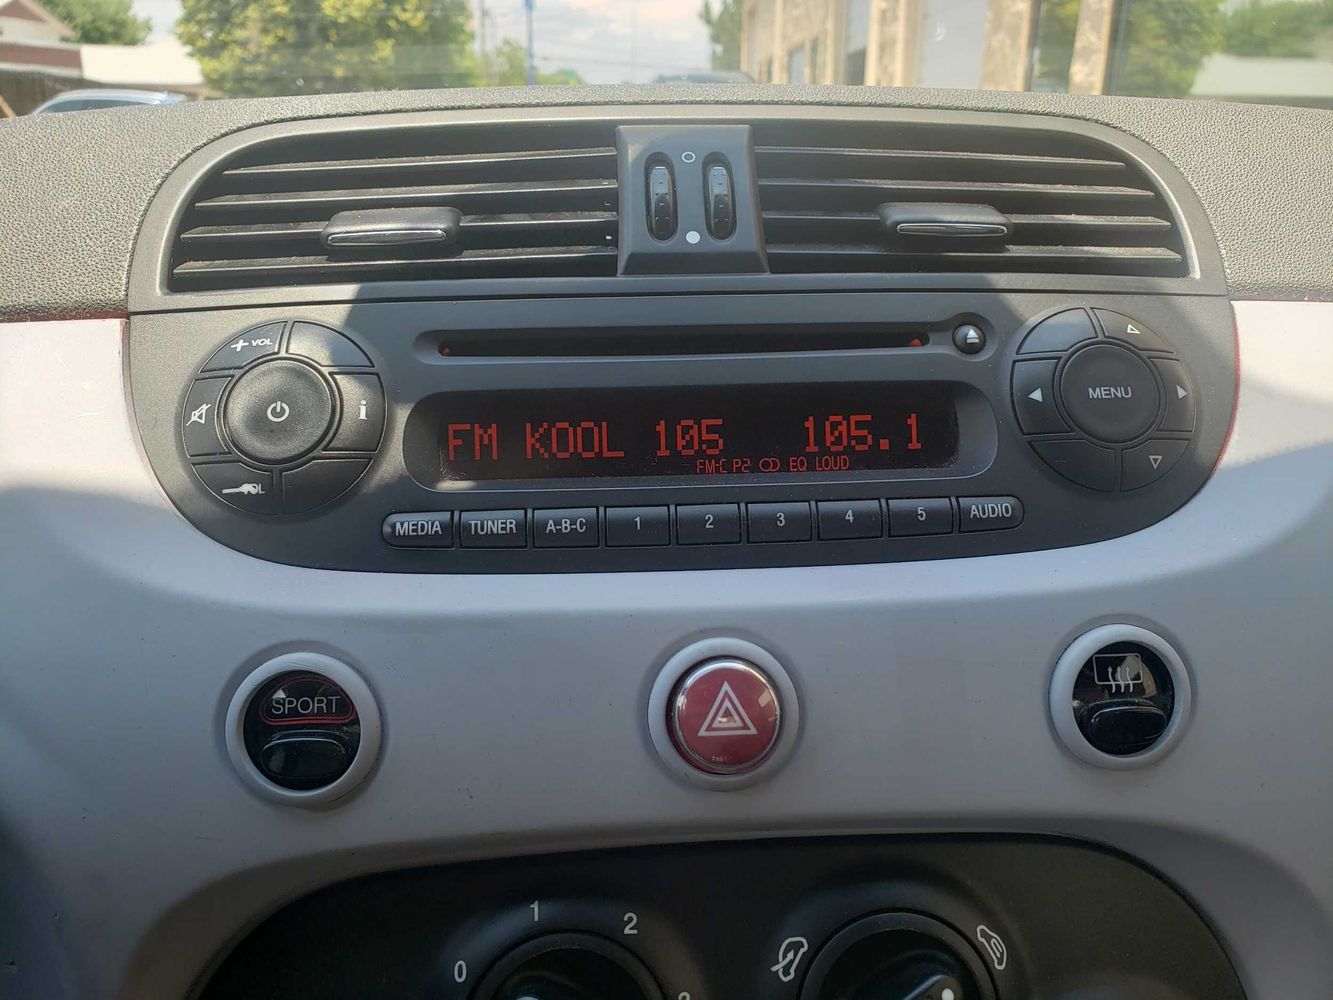 + VOL
i
- VOL
MENU
FM KOOL 105 105.1
FM-C P2 EQ LOUD
MEDIA TUNER A-B-C 1 2 3 4 5 AUDIO
SPORT
0 1 2